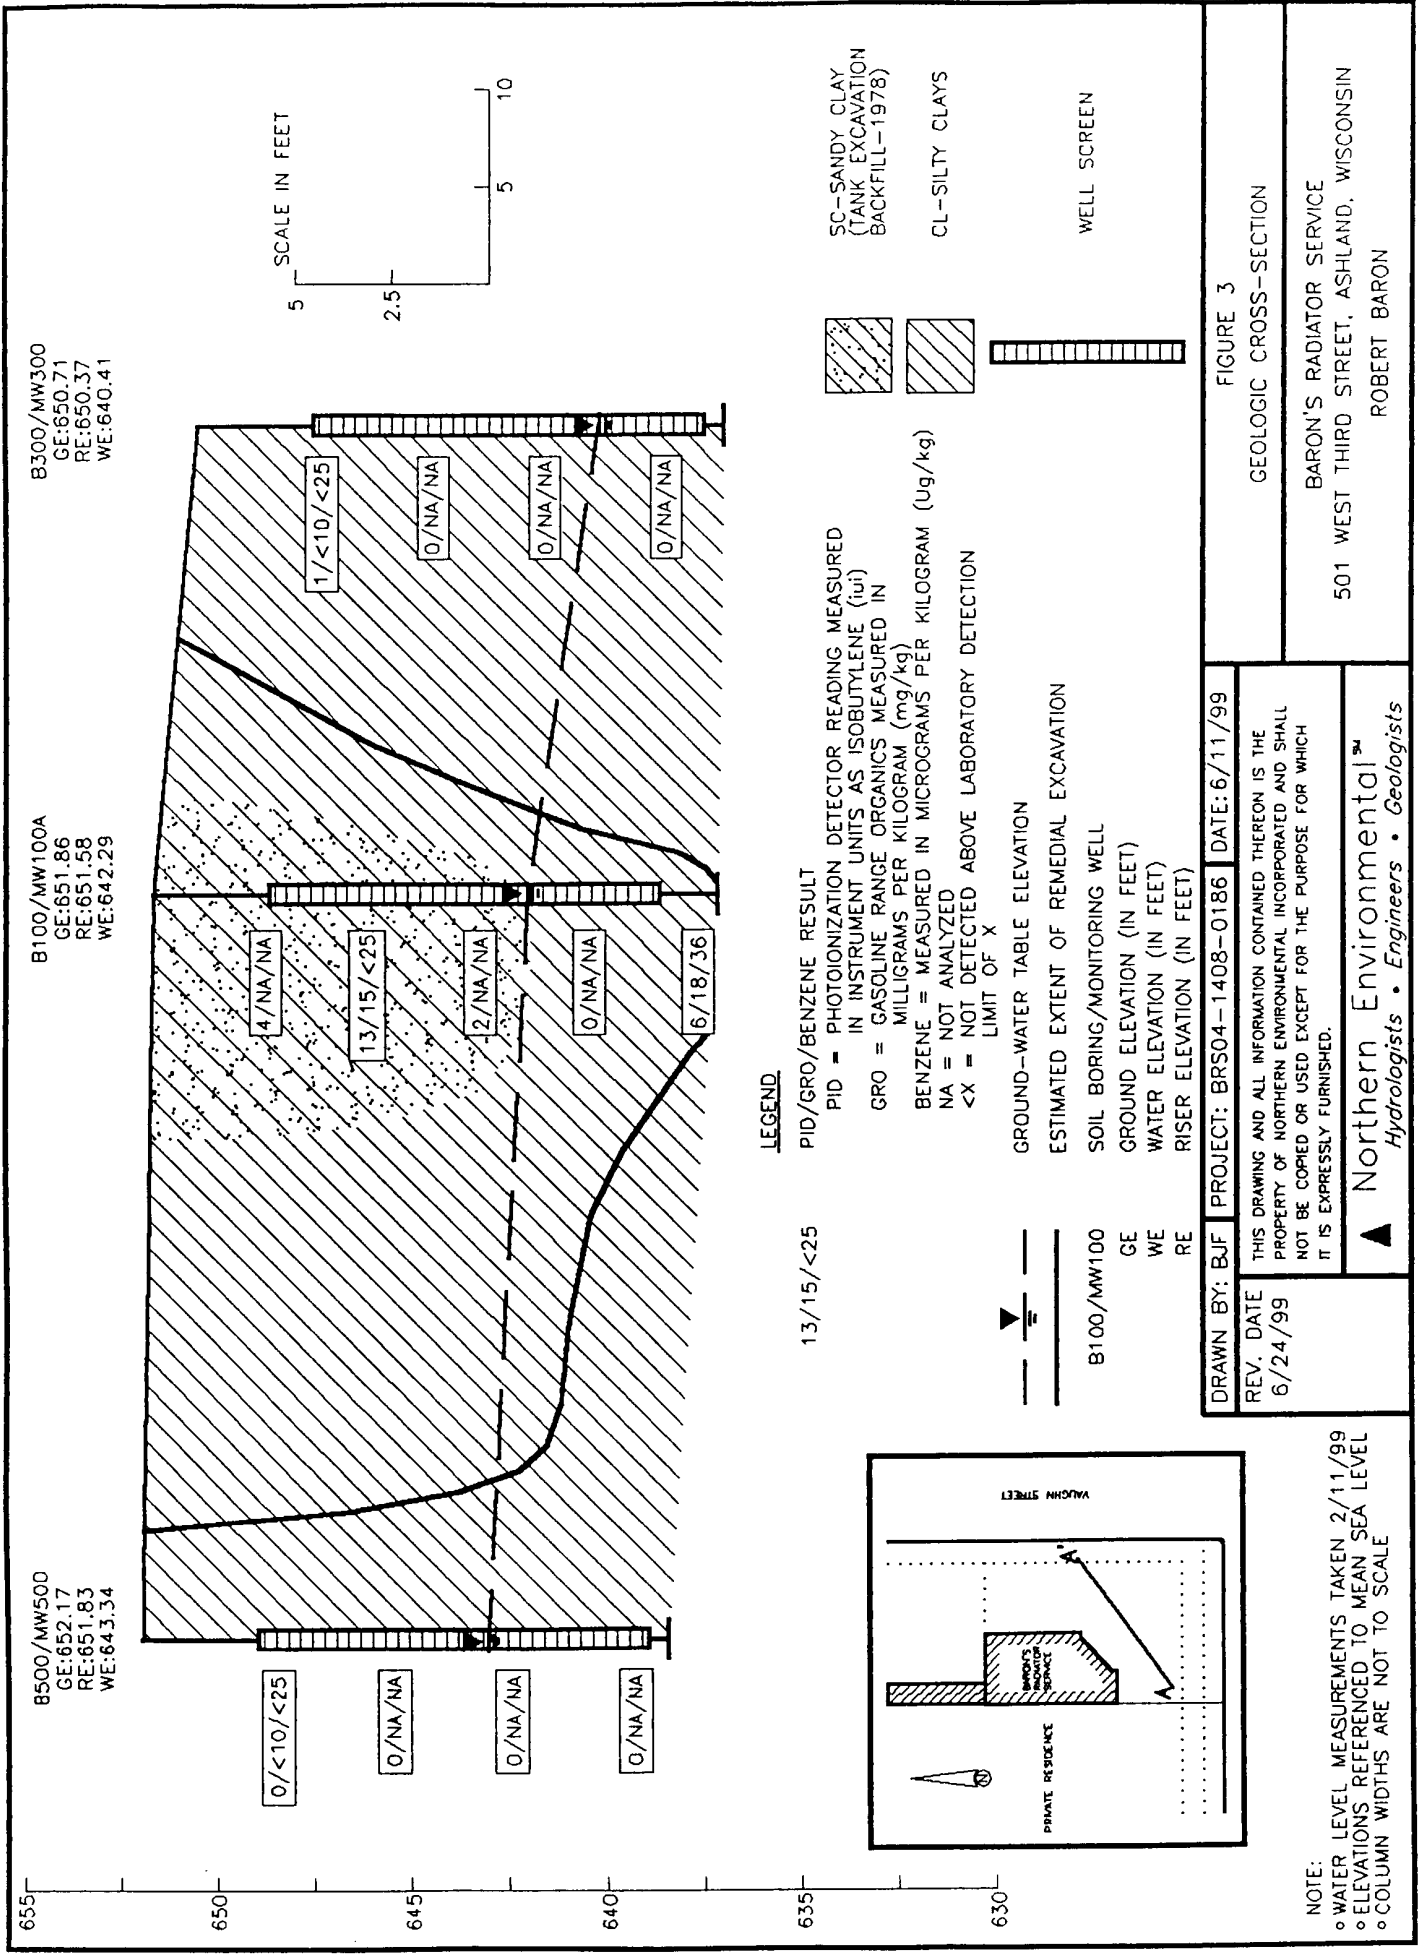 B500/MW500
GE:652.17
RE:651.83
WE:643.34
B100/MW100A
GE:651.86
RE:651.58
WE:642.29
B300/MW300
GE:650.71
RE:650.37
WE:640.41
SCALE IN FEET
5
2.5
5
10
655
650
645
640
635
630
0/<10/<25
0/NA/NA
0/NA/NA
0/NA/NA
4/NA/NA
13/15/<25
2/NA/NA
0/NA/NA
6/18/36
1/<10/<25
0/NA/NA
0/NA/NA
0/NA/NA
LEGEND
13/15/<25 PID/GRO/BENZENE RESULT
PID = PHOTOIONIZATION DETECTOR READING MEASURED
IN INSTRUMENT UNITS AS ISOBUTYLENE (iui)
GRO = GASOLINE RANGE ORGANICS MEASURED IN
MILLIGRAMS PER KILOGRAM (mg/kg)
BENZENE = MEASURED IN MICROGRAMS PER KILOGRAM (Ug/kg)
NA = NOT ANALYZED
<X = NOT DETECTED ABOVE LABORATORY DETECTION
LIMIT OF X
GROUND-WATER TABLE ELEVATION
ESTIMATED EXTENT OF REMEDIAL EXCAVATION
B100/MW100 SOIL BORING/MONITORING WELL
GE GROUND ELEVATION (IN FEET)
WE WATER ELEVATION (IN FEET)
RE RISER ELEVATION (IN FEET)
SC-SANDY CLAY
(TANK EXCAVATION
BACKFILL-1978)
CL-SILTY CLAYS
WELL SCREEN
VAUGHN STREET
BARON'S
RADIATOR
SERVICE
PRIVATE RESIDENCE
N
A
A'
NOTE:
∘ WATER LEVEL MEASUREMENTS TAKEN 2/11/99
∘ ELEVATIONS REFERENCED TO MEAN SEA LEVEL
∘ COLUMN WIDTHS ARE NOT TO SCALE
DRAWN BY: BJF PROJECT: BRS04-1408-0186 DATE: 6/11/99
REV. DATE
6/24/99
THIS DRAWING AND ALL INFORMATION CONTAINED THEREON IS THE
PROPERTY OF NORTHERN ENVIRONMENTAL INCORPORATED AND SHALL
NOT BE COPIED OR USED EXCEPT FOR THE PURPOSE FOR WHICH
IT IS EXPRESSLY FURNISHED.
Northern Environmental℠
Hydrologists • Engineers • Geologists
FIGURE 3
GEOLOGIC CROSS-SECTION
BARON'S RADIATOR SERVICE
501 WEST THIRD STREET, ASHLAND, WISCONSIN
ROBERT BARON